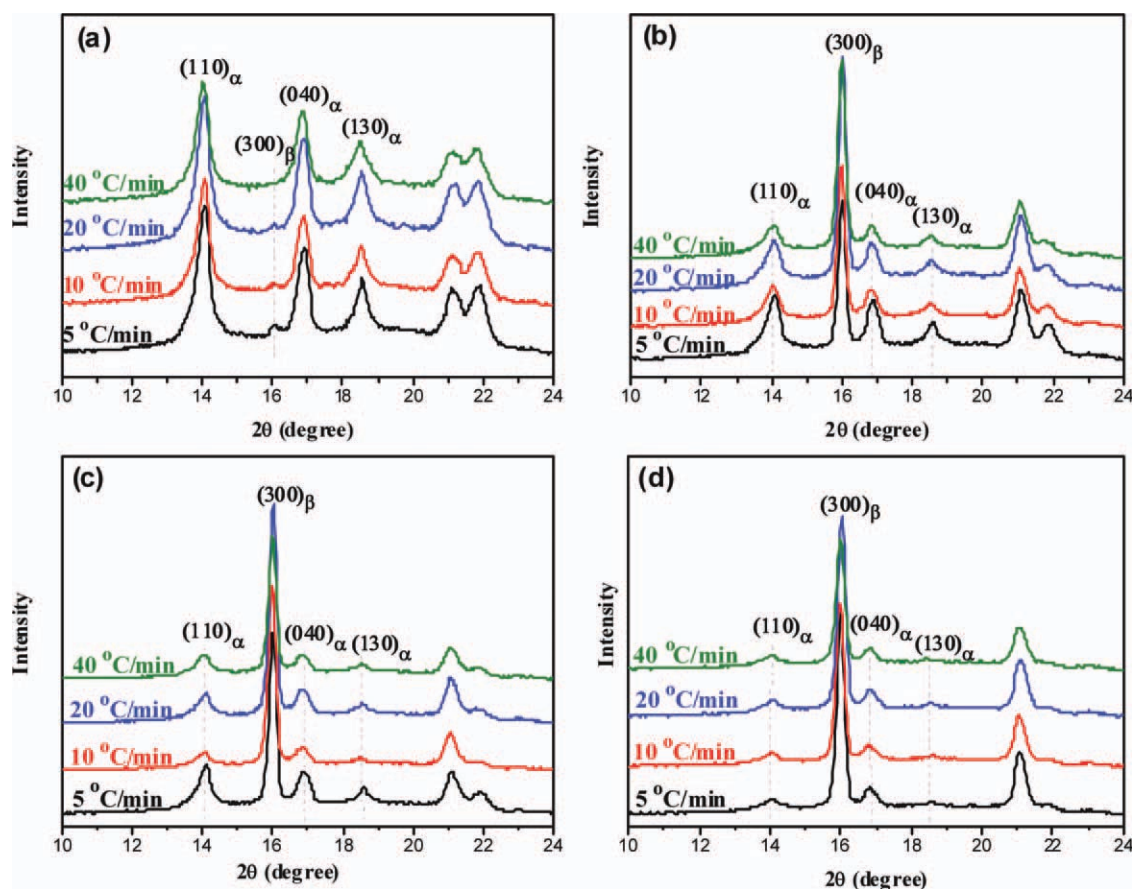 (a)
(110)α
(040)α
(130)α
(300)β
40 °C/min
20 °C/min
10 °C/min
5 °C/min
Intensity
10 12 14 16 18 20 22 24
2θ (degree)
(b)
(300)β
(110)α
(040)α
(130)α
40 °C/min
20 °C/min
10 °C/min
5 °C/min
Intensity
10 12 14 16 18 20 22 24
2θ (degree)
(c)
(300)β
(110)α
(040)α
(130)α
40 °C/min
20 °C/min
10 °C/min
5 °C/min
Intensity
10 12 14 16 18 20 22 24
2θ (degree)
(d)
(300)β
(110)α
(040)α
(130)α
40 °C/min
20 °C/min
10 °C/min
5 °C/min
Intensity
10 12 14 16 18 20 22 24
2θ (degree)